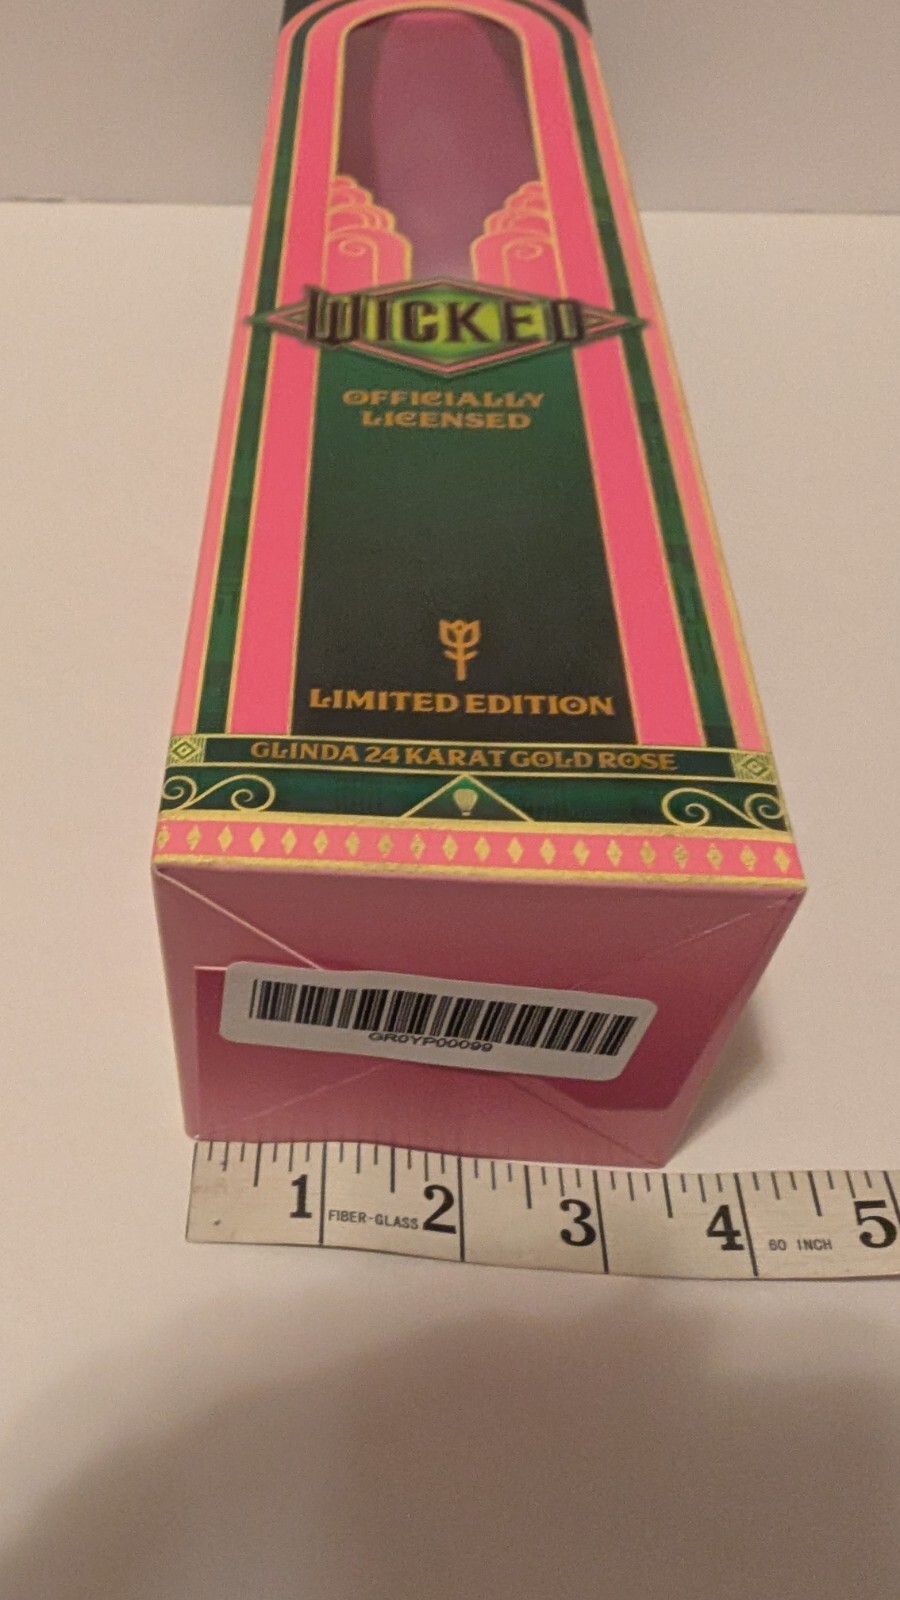 WICKED
OFFICIALLY
LICENSED
LIMITED EDITION
GLINDA 24 KARAT GOLD ROSE
GR0YP00099
1 FIBER-GLASS 2 3 4 60 INCH 5